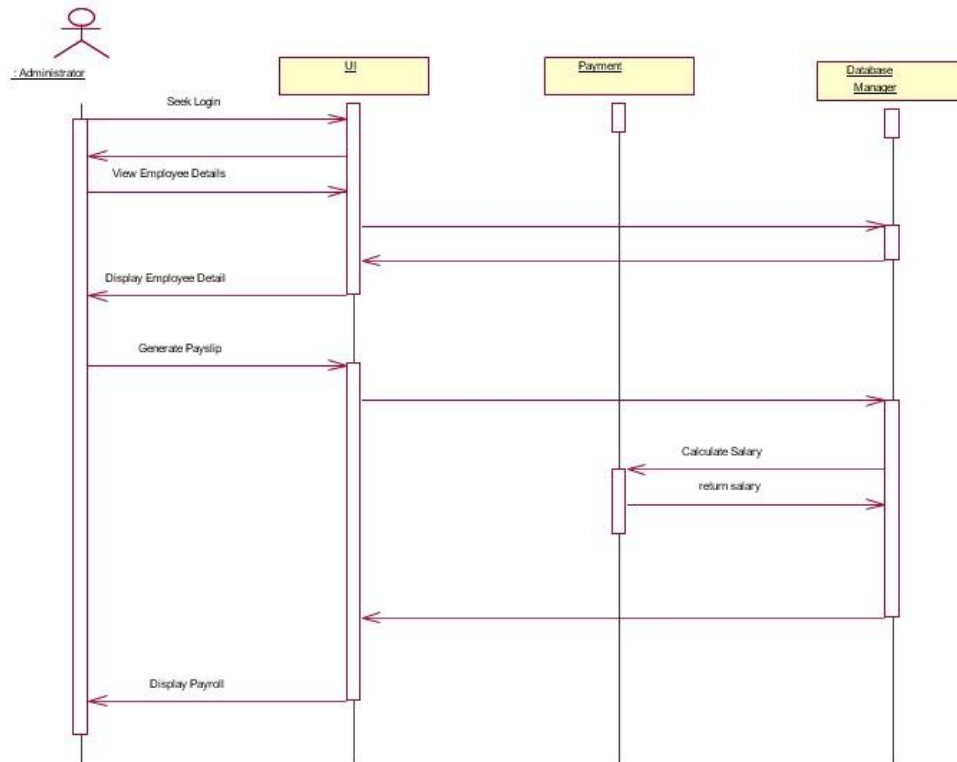 : Administrator
UI
Payment
Database
Manager
Seek Login
View Employee Details
Display Employee Detail
Generate Payslip
Calculate Salary
return salary
Display Payroll